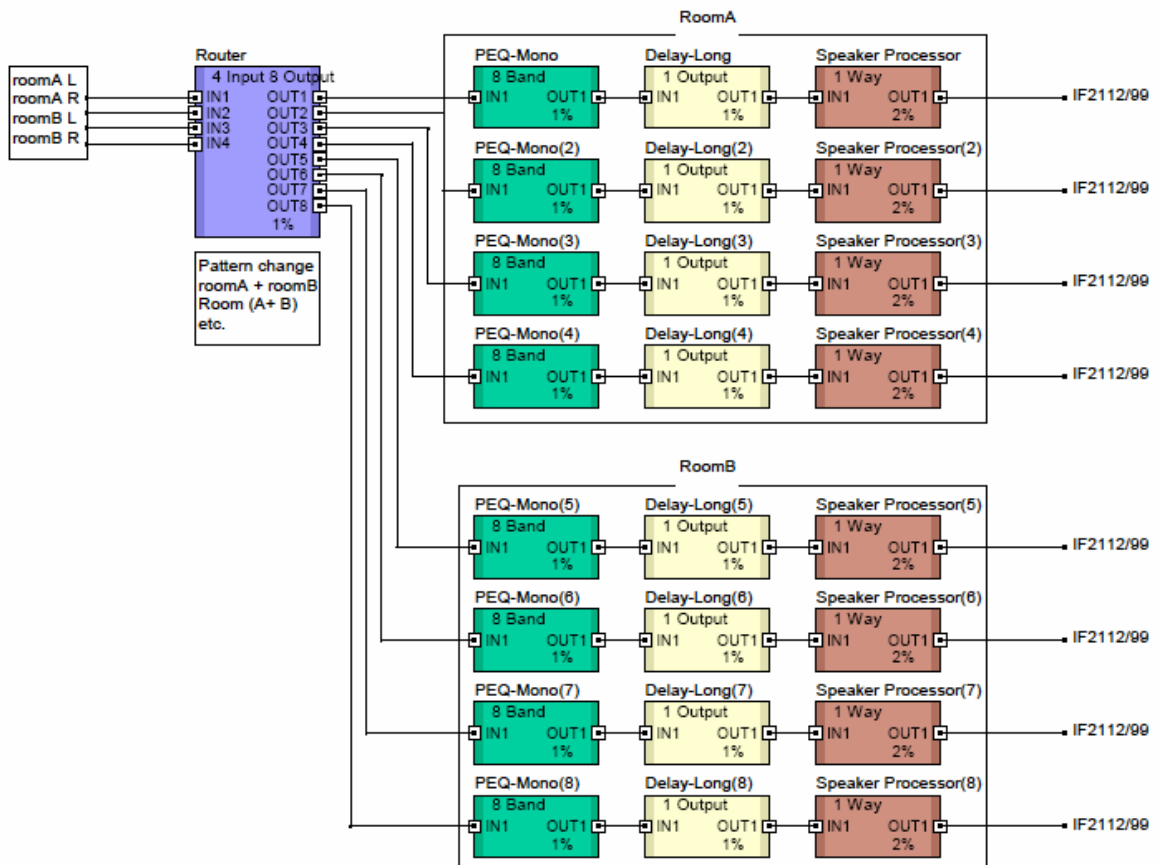 RoomA
Router
4 Input 8 Output
IN1 OUT1
IN2 OUT2
IN3 OUT3
IN4 OUT4
OUT5
OUT6
OUT7
OUT8
1%
roomA L
roomA R
roomB L
roomB R
Pattern change
roomA + roomB
Room (A+ B)
etc.
PEQ-Mono Delay-Long Speaker Processor
8 Band 1 Output 1 Way
IN1 OUT1 IN1 OUT1 IN1 OUT1 IF2112/99
1% 1% 2%
PEQ-Mono(2) Delay-Long(2) Speaker Processor(2)
8 Band 1 Output 1 Way
IN1 OUT1 IN1 OUT1 IN1 OUT1 IF2112/99
1% 1% 2%
PEQ-Mono(3) Delay-Long(3) Speaker Processor(3)
8 Band 1 Output 1 Way
IN1 OUT1 IN1 OUT1 IN1 OUT1 IF2112/99
1% 1% 2%
PEQ-Mono(4) Delay-Long(4) Speaker Processor(4)
8 Band 1 Output 1 Way
IN1 OUT1 IN1 OUT1 IN1 OUT1 IF2112/99
1% 1% 2%
RoomB
PEQ-Mono(5) Delay-Long(5) Speaker Processor(5)
8 Band 1 Output 1 Way
IN1 OUT1 IN1 OUT1 IN1 OUT1 IF2112/99
1% 1% 2%
PEQ-Mono(6) Delay-Long(6) Speaker Processor(6)
8 Band 1 Output 1 Way
IN1 OUT1 IN1 OUT1 IN1 OUT1 IF2112/99
1% 1% 2%
PEQ-Mono(7) Delay-Long(7) Speaker Processor(7)
8 Band 1 Output 1 Way
IN1 OUT1 IN1 OUT1 IN1 OUT1 IF2112/99
1% 1% 2%
PEQ-Mono(8) Delay-Long(8) Speaker Processor(8)
8 Band 1 Output 1 Way
IN1 OUT1 IN1 OUT1 IN1 OUT1 IF2112/99
1% 1% 2%